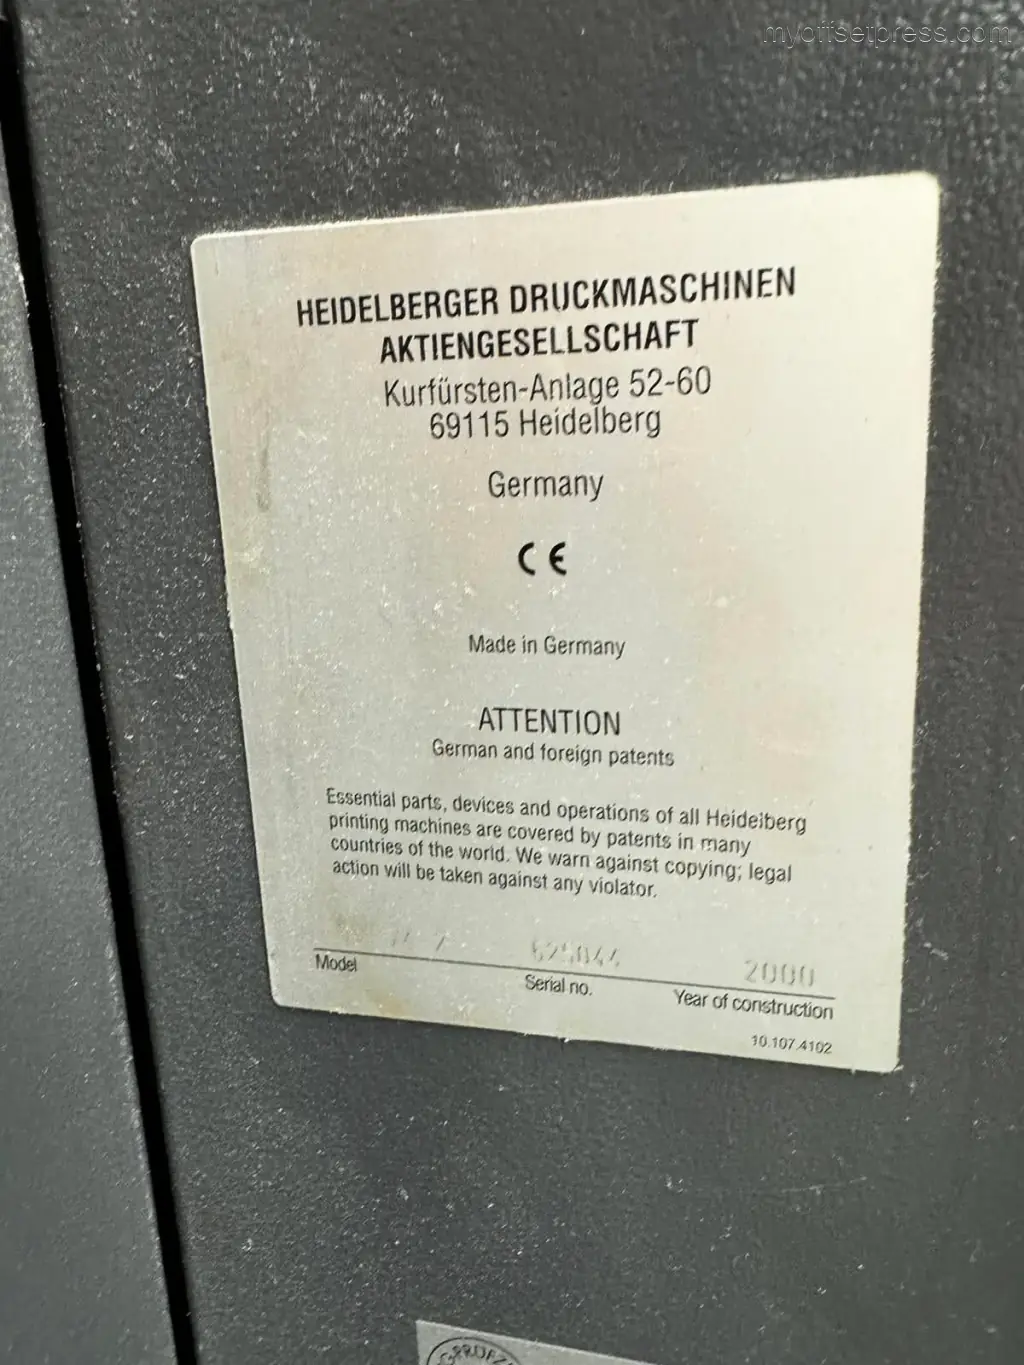 myoffsetpress.com
HEIDELBERGER DRUCKMASCHINEN
AKTIENGESELLSCHAFT
Kurfürsten-Anlage 52-60
69115 Heidelberg
Germany
CE
Made in Germany
ATTENTION
German and foreign patents
Essential parts, devices and operations of all Heidelberg
printing machines are covered by patents in many
countries of the world. We warn against copying; legal
action will be taken against any violator.
2000
Model
Serial no.
Year of construction
10.107.4102